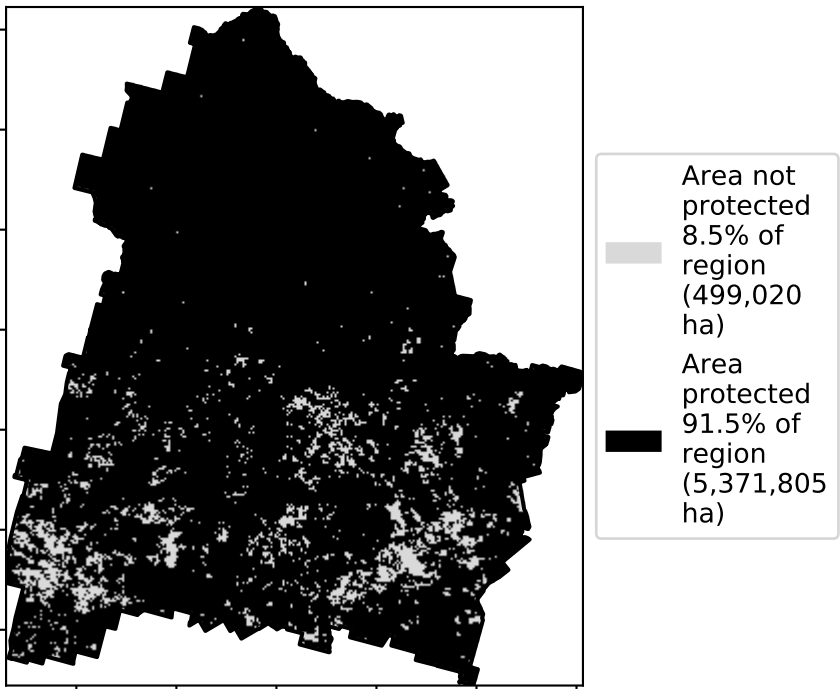 Area not
protected
8.5% of
region
(499,020
ha)
Area
protected
91.5% of
region
(5,371,805
ha)